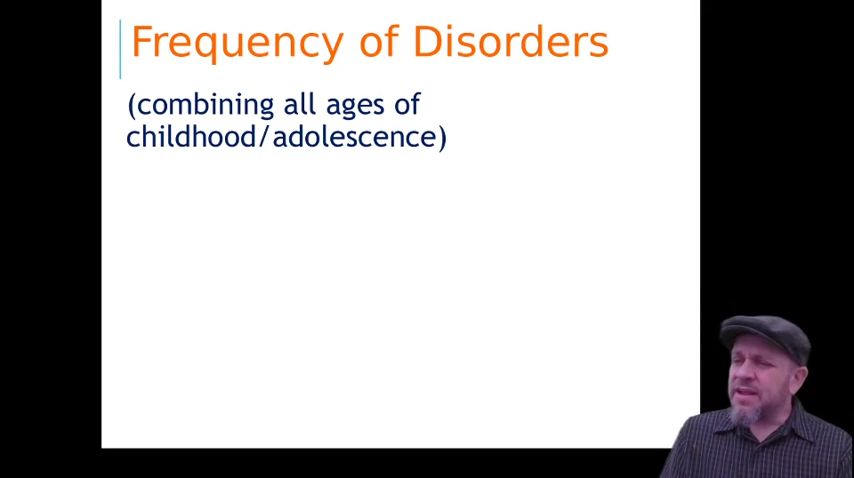 Frequency of Disorders
(combining all ages of
childhood/adolescence)